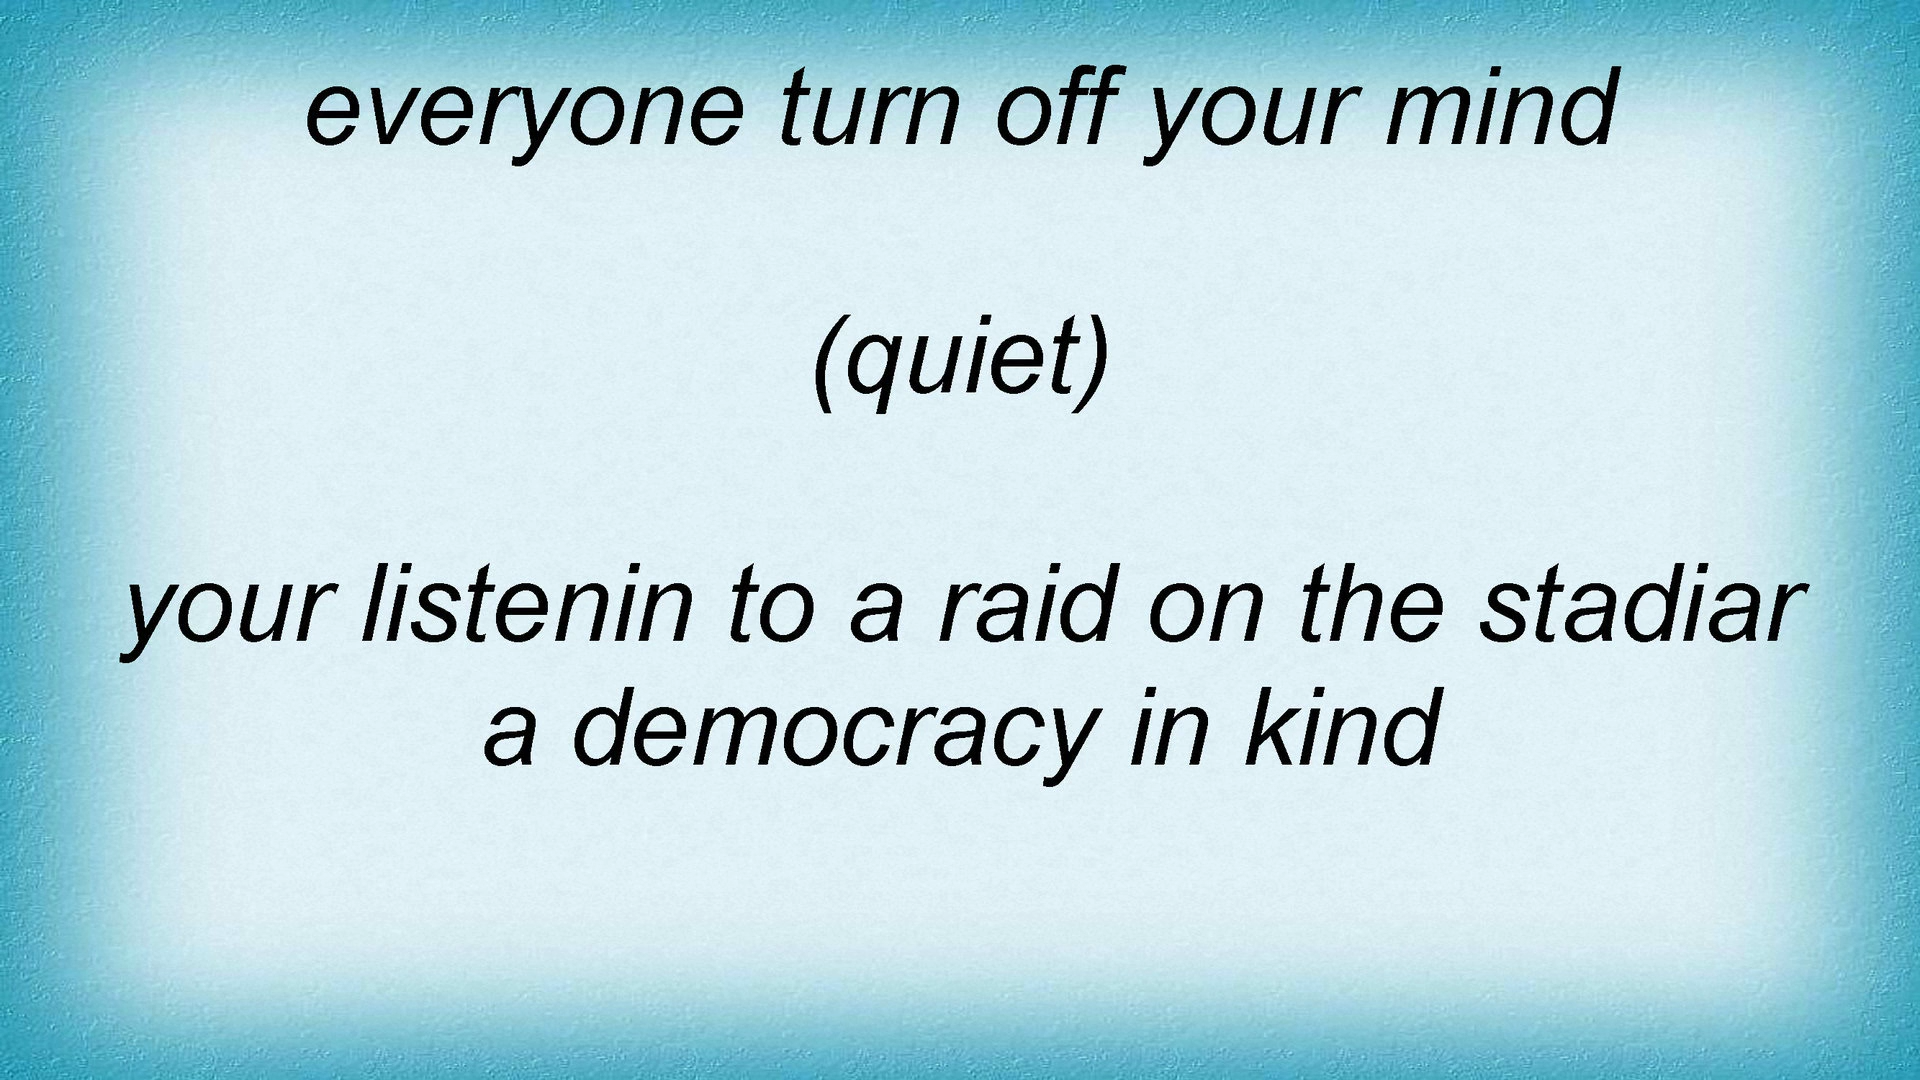 everyone turn off your mind
(quiet)
your listenin to a raid on the stadiar
a democracy in kind